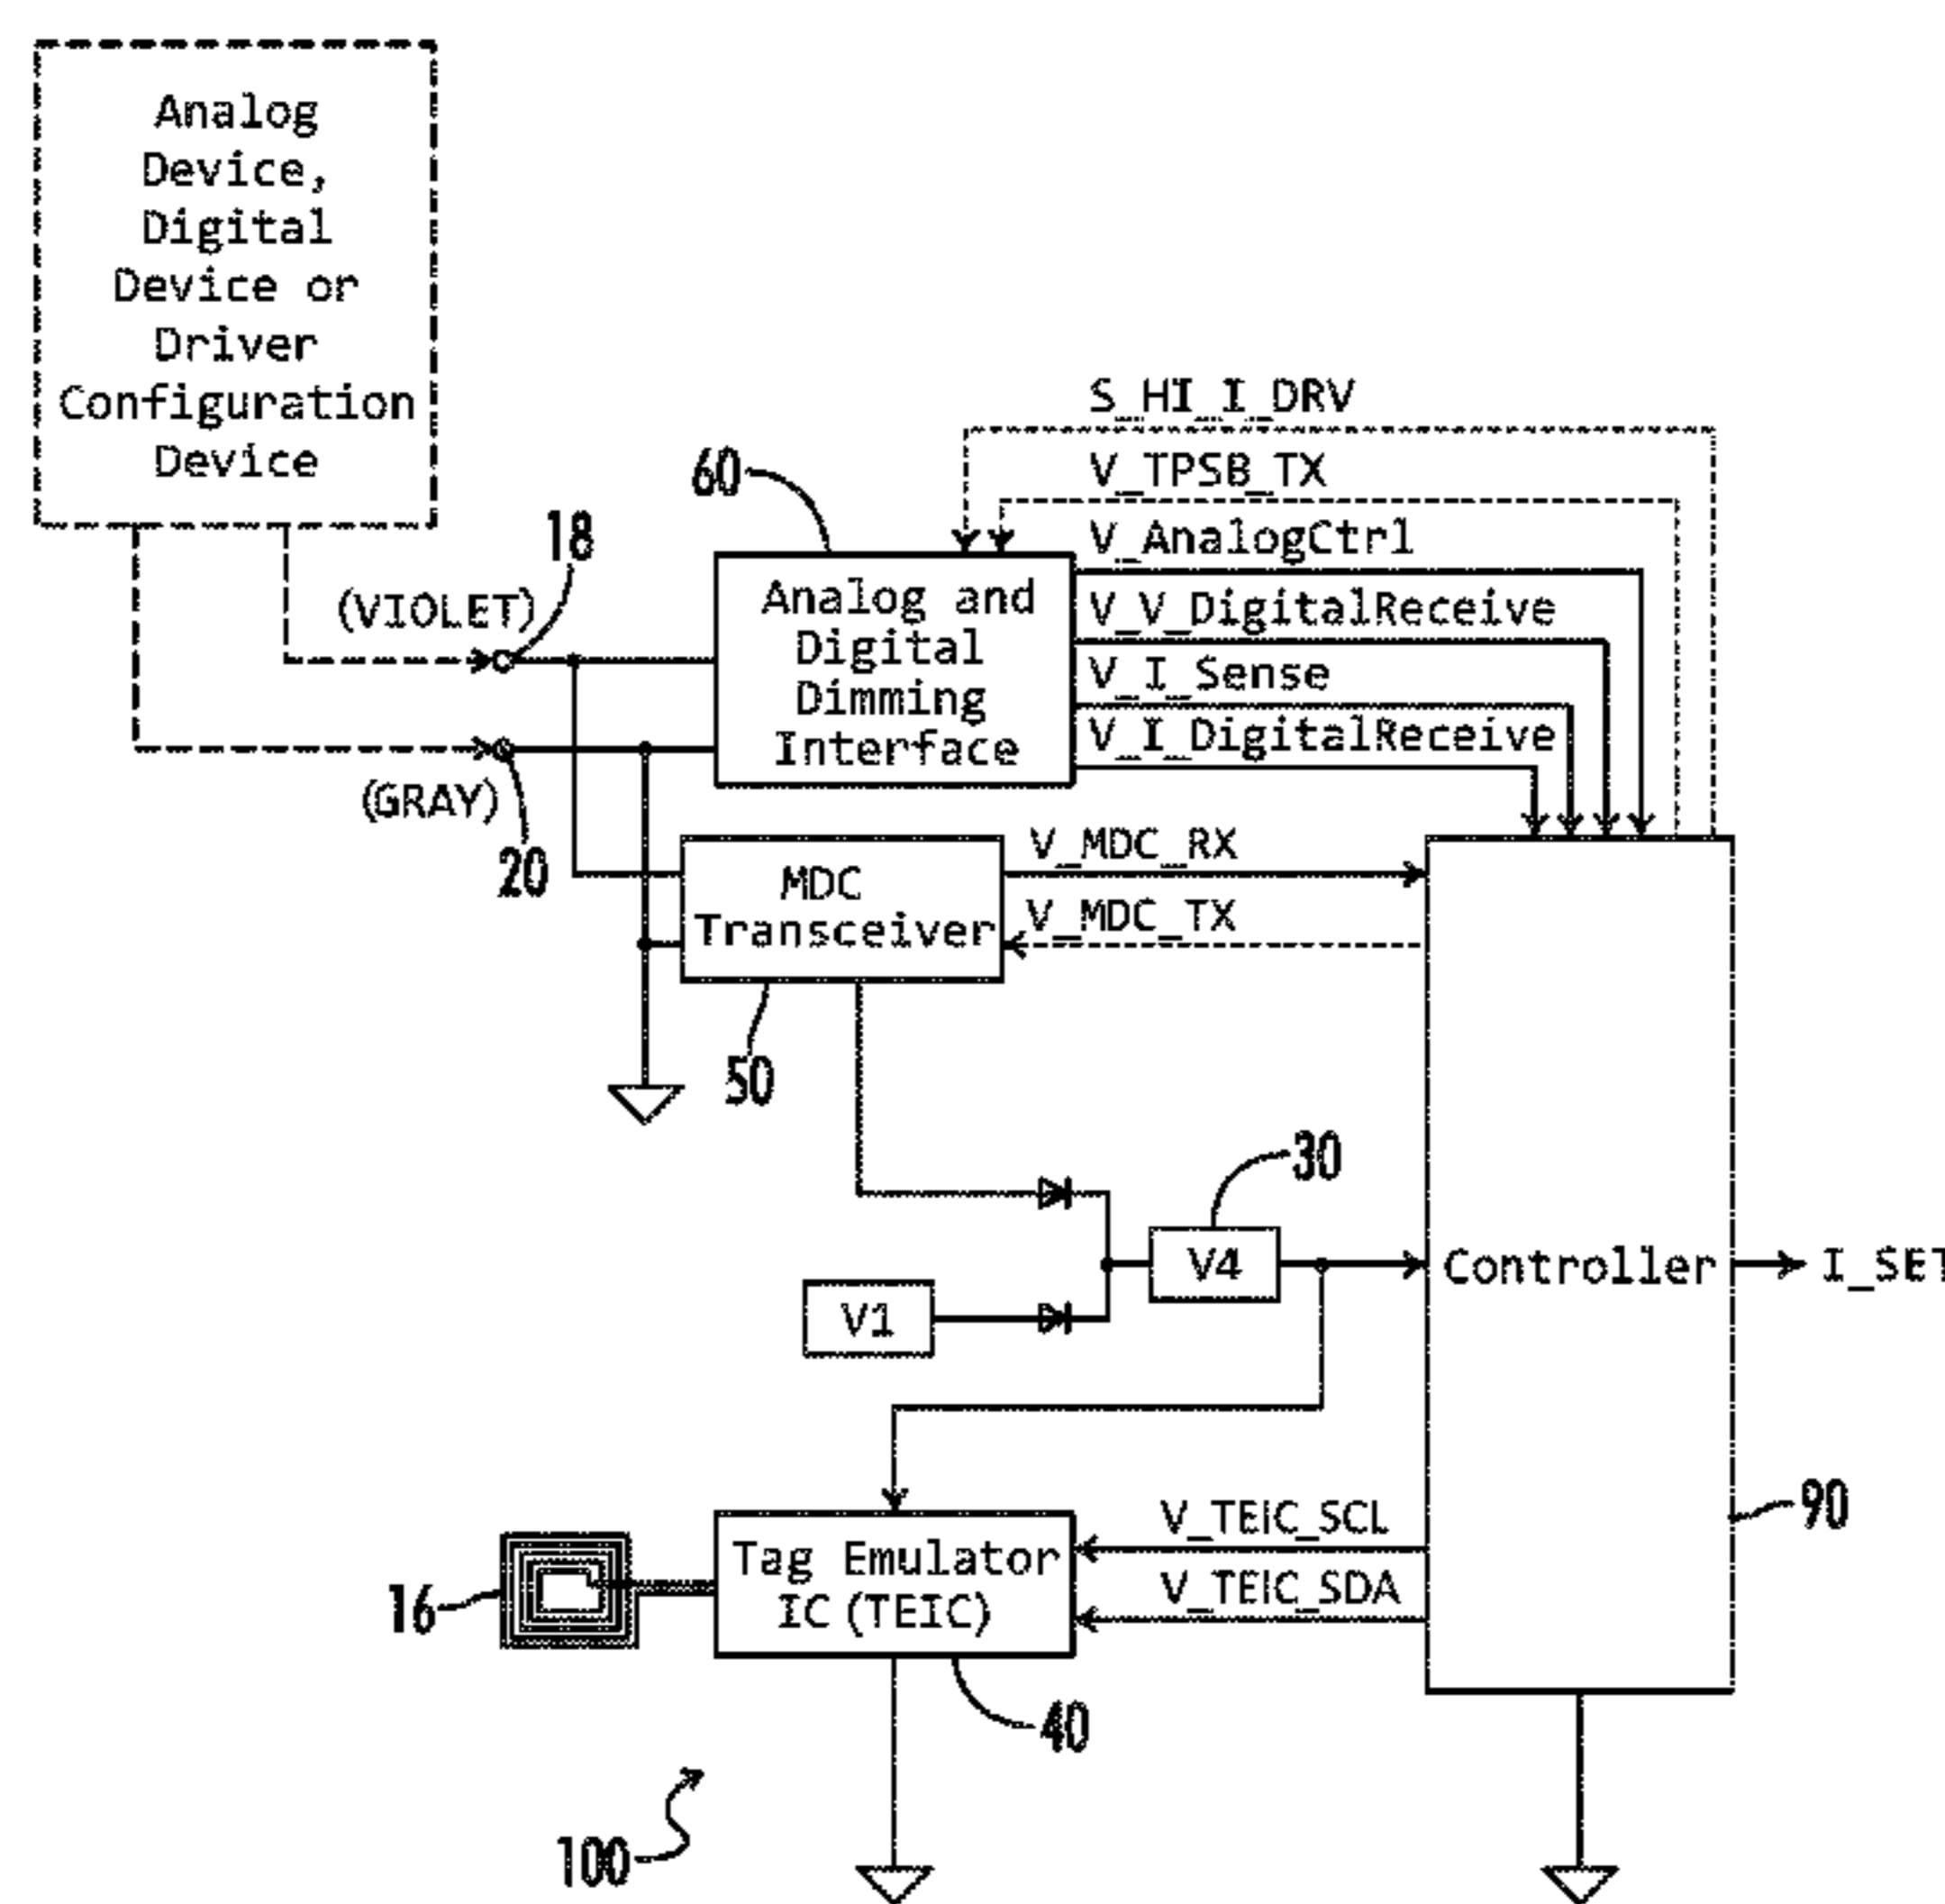 Analog
Device,
Digital
Device or
Driver
Configuration
Device
S_HI_I_DRV
60
V_TPSB_TX
18
V_AnalogCtrl
(VIOLET)
Analog and
Digital
Dimming
Interface
V_V_DigitalReceive
V_I_Sense
V_I_DigitalReceive
(GRAY)
20
MDC
Transceiver
V_MDC_RX
V_MDC_TX
50
30
V4
Controller
I_SET
V1
90
V_TEIC_SCL
Tag Emulator
IC (TEIC)
V_TEIC_SDA
16
40
100